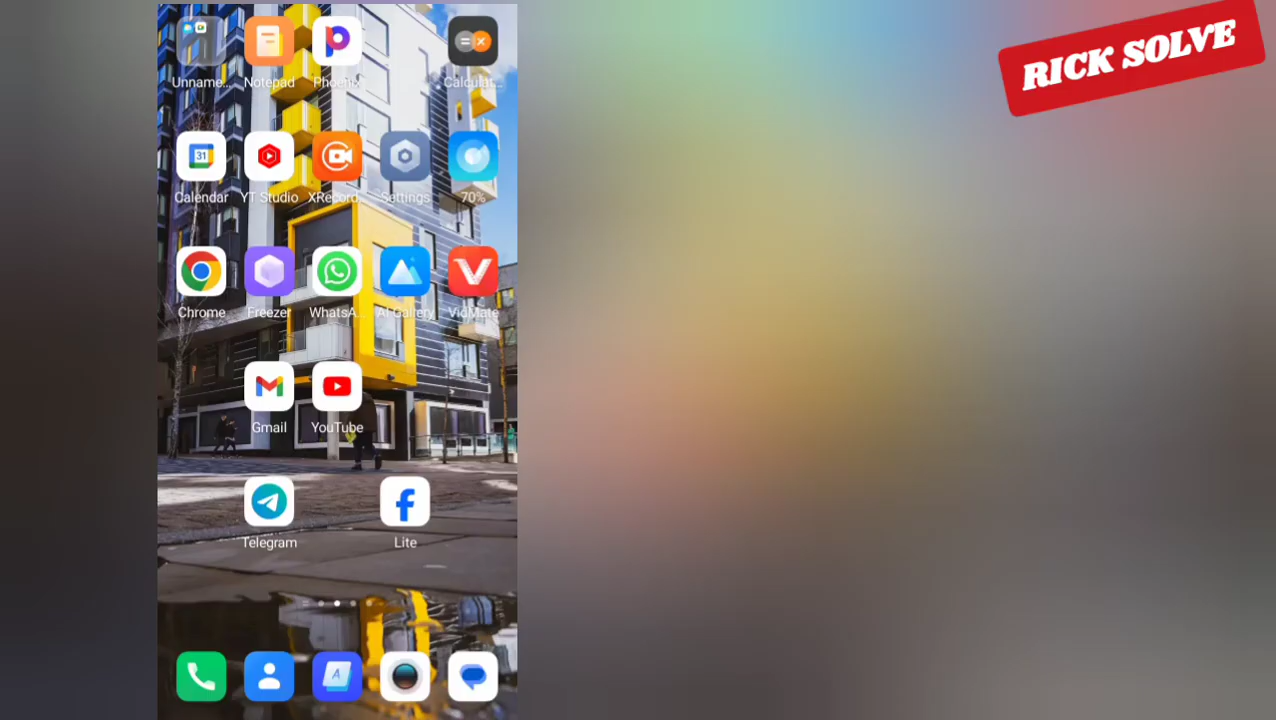 RICK SOLVE
Unname... Notepad Phoenix Calculat...
31
Calendar YT Studio XRecord.. Settings 70%
Chrome Freezer WhatsA... AI Gallery VidMate
Gmail YouTube
Telegram Lite
A